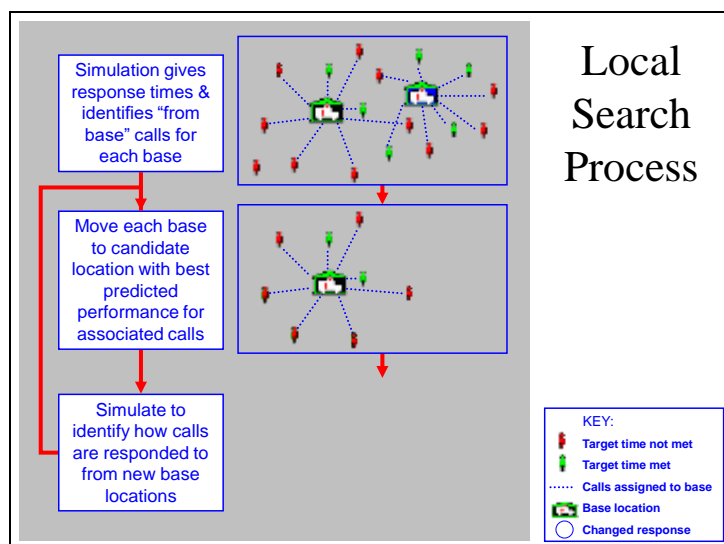 Local
Search
Process
Simulation gives
response times &
identifies “from
base” calls for
each base
Move each base
to candidate
location with best
predicted
performance for
associated calls
Simulate to
identify how calls
are responded to
from new base
locations
KEY:
Target time not met
Target time met
Calls assigned to base
Base location
Changed response